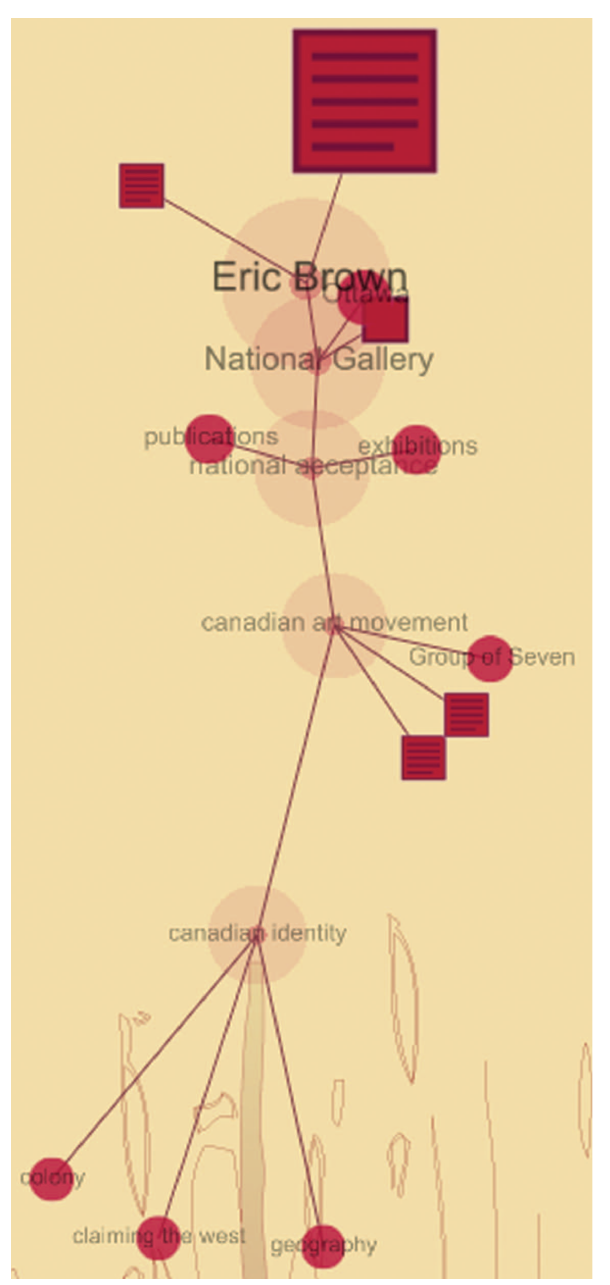 Eric Brown
Ottawa
National Gallery
publications
exhibitions
national acceptance
canadian art movement
Group of Seven
canadian identity
colony
claiming the west
geography